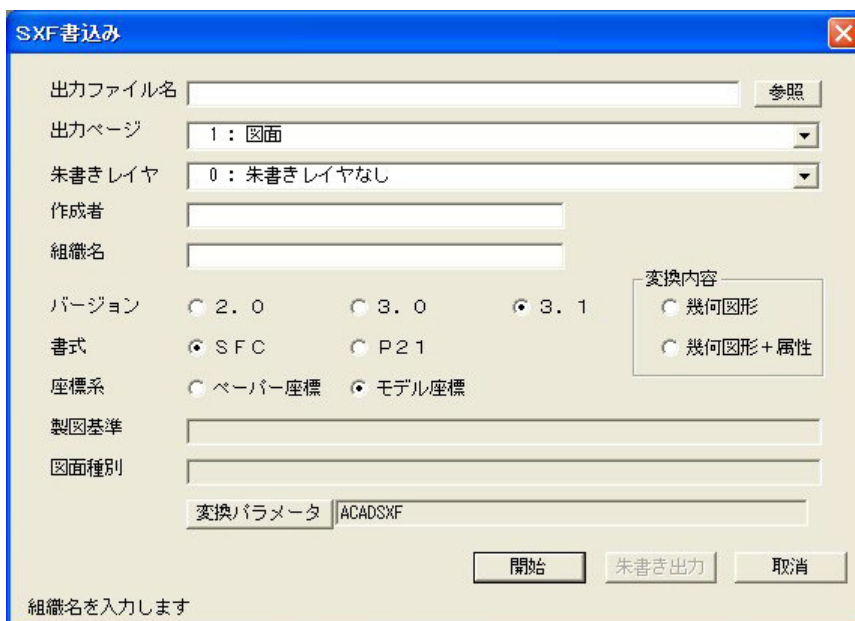 SXF書込み
出力ファイル名 参照
出力ページ 1：図面
朱書きレイヤ 0：朱書きレイヤなし
作成者
組織名
変換内容
バージョン 2．0 3．0 3．1 幾何図形
書式 SFC P21 幾何図形＋属性
座標系 ペーパー座標 モデル座標
製図基準
図面種別
変換パラメータ ACADSXF
開始 朱書き出力 取消
組織名を入力します